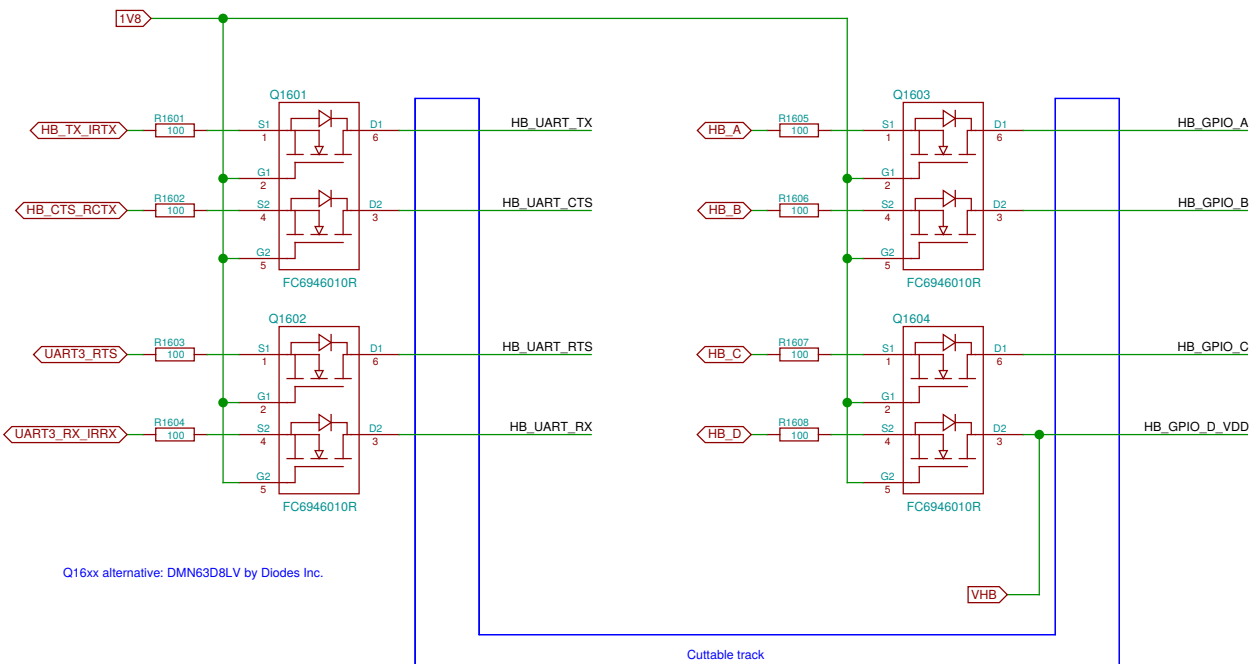 1V8
Q1601
HB_TX_IRTX
R1601
100
S1
1
D1
6
HB_UART_TX
G1
2
HB_CTS_RCTX
R1602
100
S2
4
D2
3
HB_UART_CTS
G2
5
FC6946010R
Q1603
HB_A
R1605
100
S1
1
D1
6
HB_GPIO_A
G1
2
HB_B
R1606
100
S2
4
D2
3
HB_GPIO_B
G2
5
FC6946010R
Q1602
UART3_RTS
R1603
100
S1
1
D1
6
HB_UART_RTS
G1
2
UART3_RX_IRRX
R1604
100
S2
4
D2
3
HB_UART_RX
G2
5
FC6946010R
Q1604
HB_C
R1607
100
S1
1
D1
6
HB_GPIO_C
G1
2
HB_D
R1608
100
S2
4
D2
3
HB_GPIO_D_VDD
G2
5
FC6946010R
Q16xx alternative: DMN63D8LV by Diodes Inc.
VHB
Cuttable track